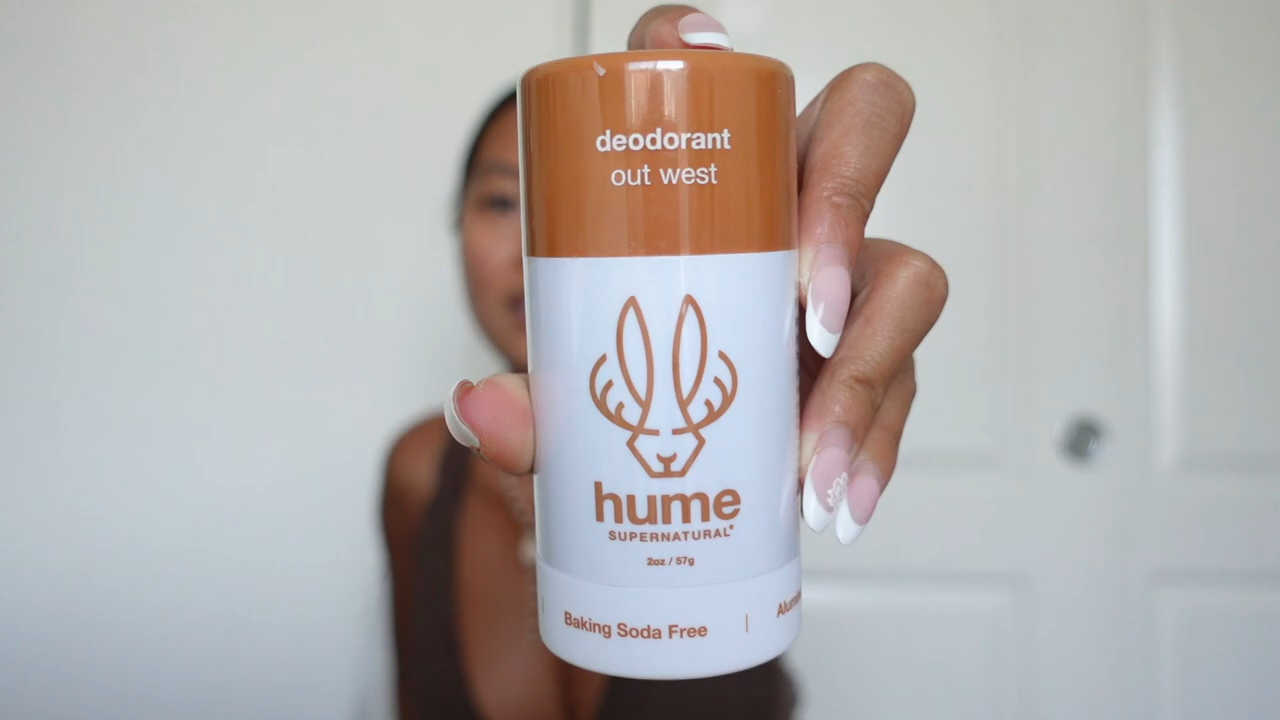 deodorant
out west
hume
SUPERNATURAL®
2oz / 57g
Baking Soda Free |